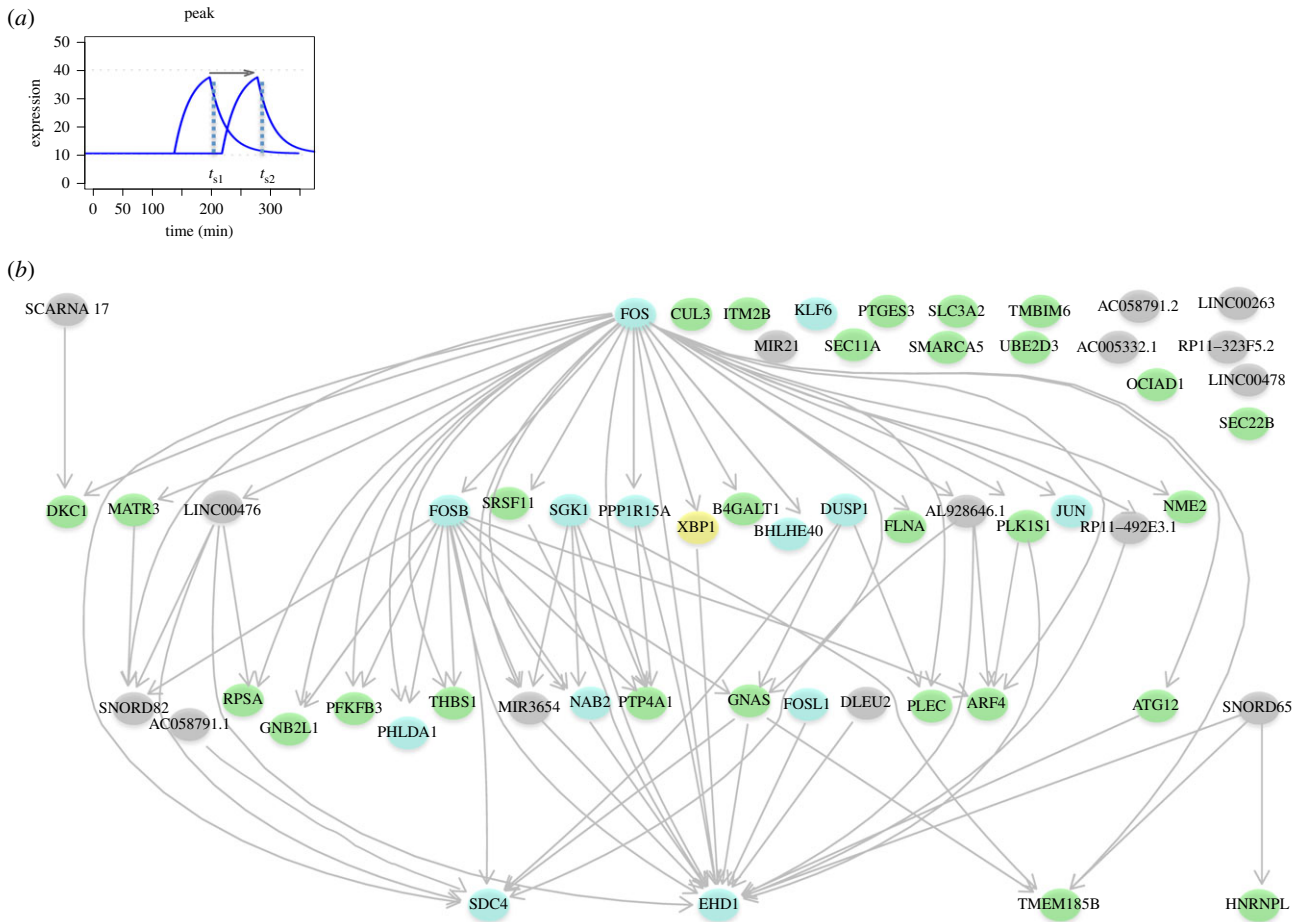 (a)
peak
50
40
30
20
10
0
expression
t_s1
t_s2
0 50 100 200 300
time (min)
(b)
SCARNA 17
FOS
CUL3
ITM2B
KLF6
PTGES3
SLC3A2
TMBIM6
AC058791.2
LINC00263
MIR21
SEC11A
SMARCA5
UBE2D3
AC005332.1
RP11–323F5.2
OCIAD1
LINC00478
SEC22B
DKC1
MATR3
LINC00476
FOSB
SRSF11
SGK1
PPP1R15A
XBP1
B4GALT1
BHLHE40
DUSP1
FLNA
AL928646.1
PLK1S1
JUN
RP11–492E3.1
NME2
SNORD82
AC058791.1
RPSA
GNB2L1
PFKFB3
PHLDA1
THBS1
MIR3654
NAB2
PTP4A1
GNAS
FOSL1
DLEU2
PLEC
ARF4
ATG12
SNORD65
SDC4
EHD1
TMEM185B
HNRNPL